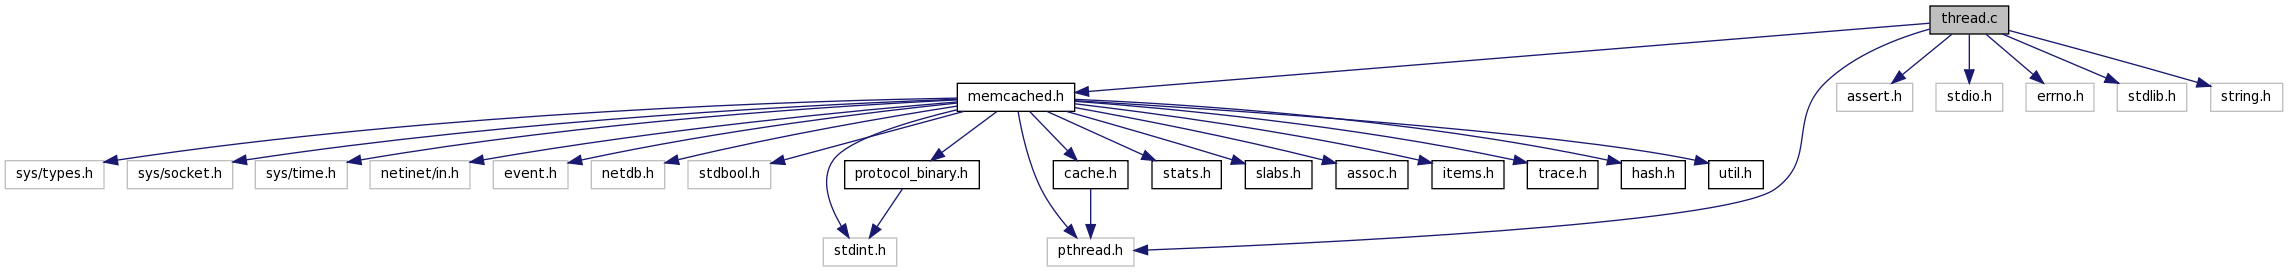 thread.c
memcached.h
assert.h
stdio.h
errno.h
stdlib.h
string.h
sys/types.h
sys/socket.h
sys/time.h
netinet/in.h
event.h
netdb.h
stdbool.h
protocol_binary.h
cache.h
stats.h
slabs.h
assoc.h
items.h
trace.h
hash.h
util.h
stdint.h
pthread.h